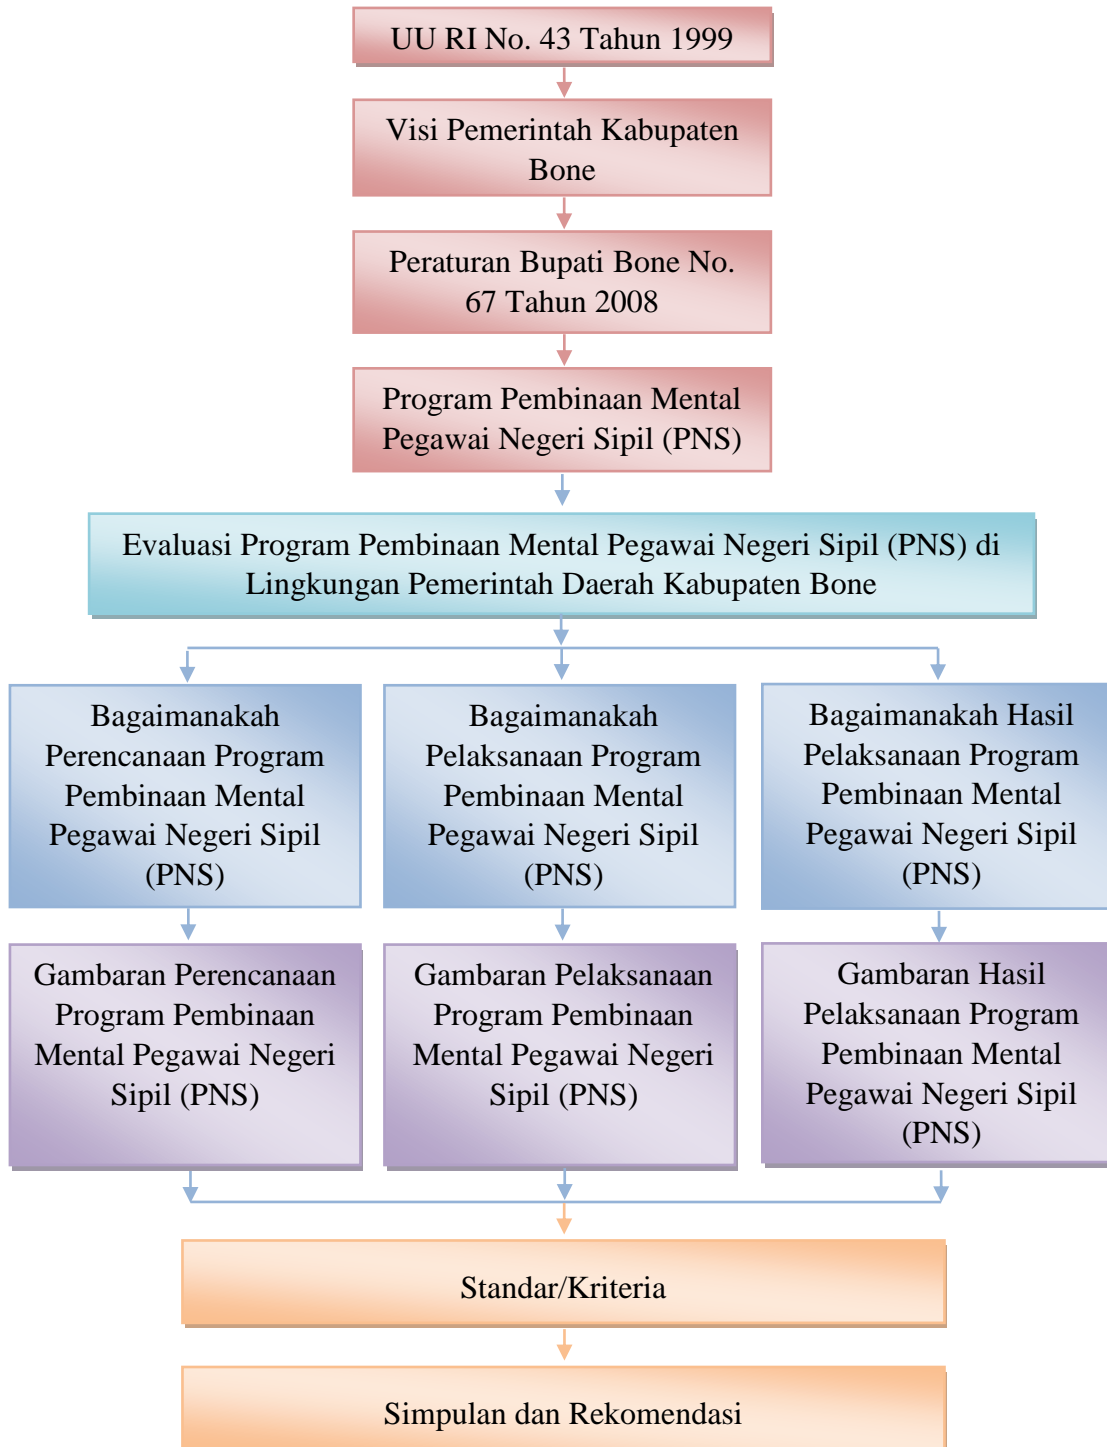 UU RI No. 43 Tahun 1999
Visi Pemerintah Kabupaten
Bone
Peraturan Bupati Bone No.
67 Tahun 2008
Program Pembinaan Mental
Pegawai Negeri Sipil (PNS)
Evaluasi Program Pembinaan Mental Pegawai Negeri Sipil (PNS) di
Lingkungan Pemerintah Daerah Kabupaten Bone
Bagaimanakah
Perencanaan Program
Pembinaan Mental
Pegawai Negeri Sipil
(PNS)
Bagaimanakah
Pelaksanaan Program
Pembinaan Mental
Pegawai Negeri Sipil
(PNS)
Bagaimanakah Hasil
Pelaksanaan Program
Pembinaan Mental
Pegawai Negeri Sipil
(PNS)
Gambaran Perencanaan
Program Pembinaan
Mental Pegawai Negeri
Sipil (PNS)
Gambaran Pelaksanaan
Program Pembinaan
Mental Pegawai Negeri
Sipil (PNS)
Gambaran Hasil
Pelaksanaan Program
Pembinaan Mental
Pegawai Negeri Sipil
(PNS)
Standar/Kriteria
Simpulan dan Rekomendasi